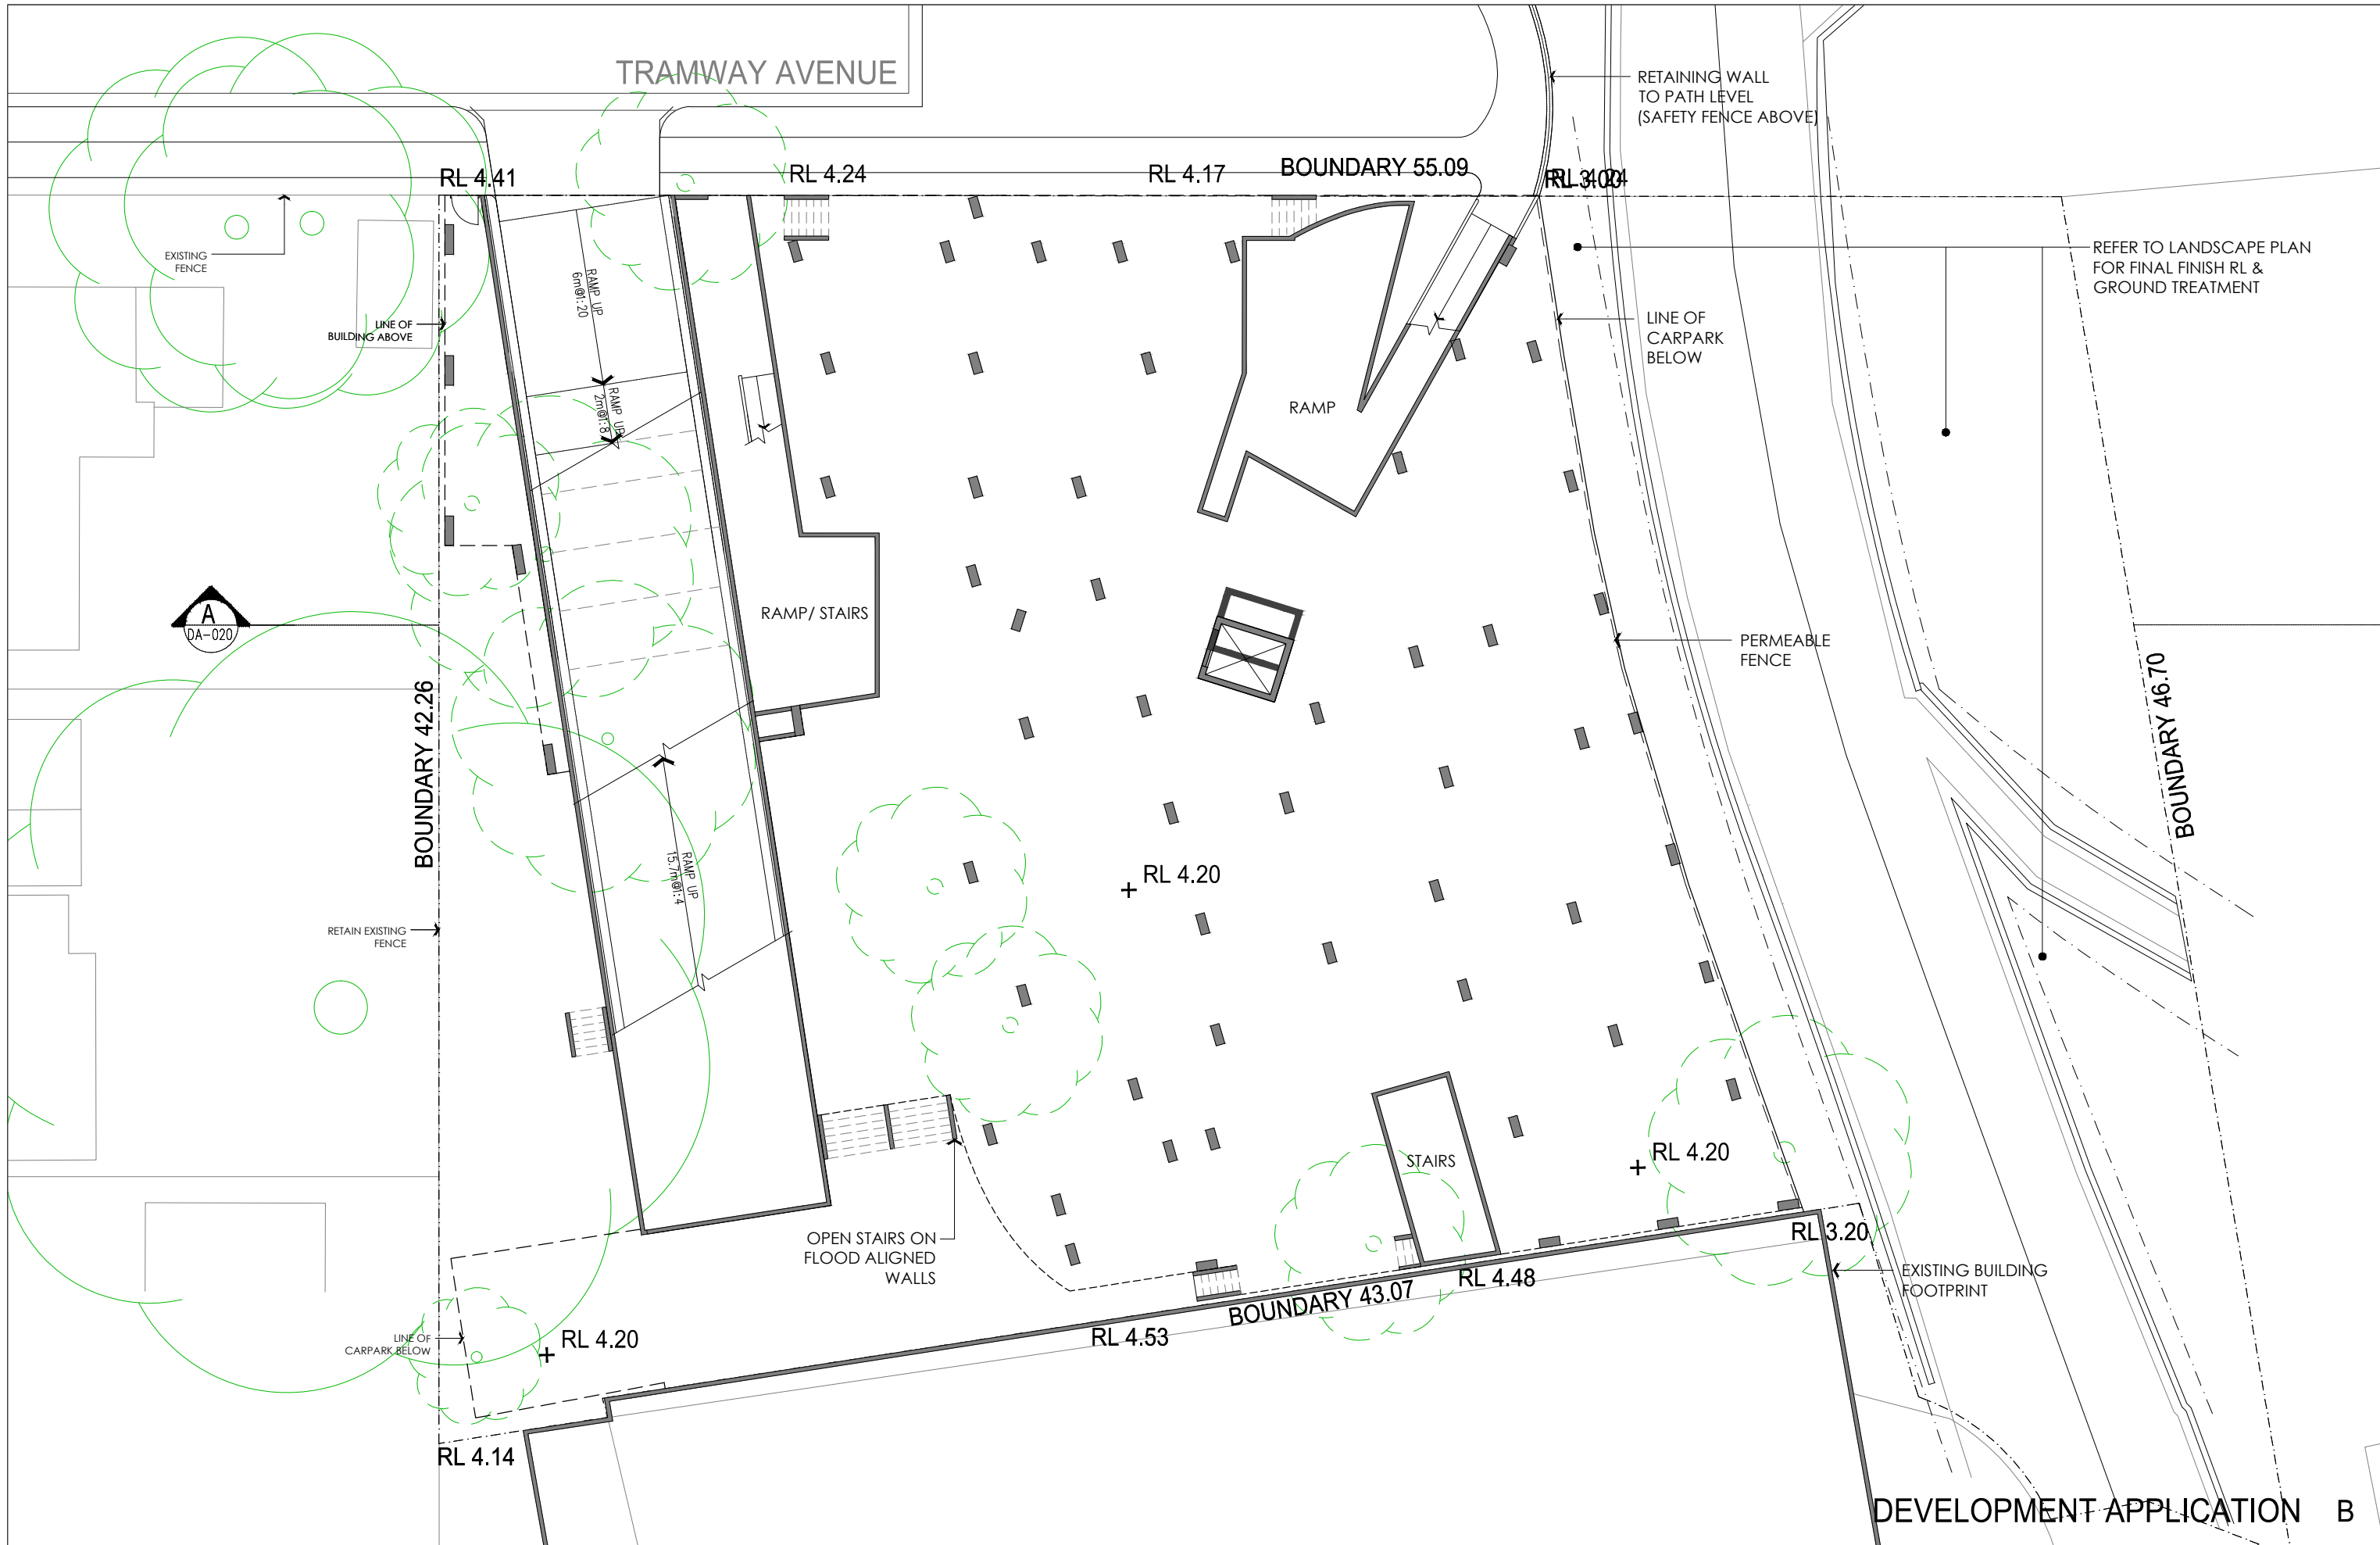 TRAMWAY AVENUE
RETAINING WALL
TO PATH LEVEL
(SAFETY FENCE ABOVE)
RL 4.41
RL 4.24
RL 4.17
BOUNDARY 55.09
EXISTING
FENCE
REFER TO LANDSCAPE PLAN
FOR FINAL FINISH RL &
GROUND TREATMENT
RAMP UP
6m@1:20
LINE OF
BUILDING ABOVE
LINE OF
CARPARK
BELOW
RAMP UP
2m@1:8
RAMP
A
DA-020
RAMP/ STAIRS
PERMEABLE
FENCE
BOUNDARY 42.26
BOUNDARY 46.70
RAMP UP
15.7m@1:4
RL 4.20
RETAIN EXISTING
FENCE
STAIRS
RL 4.20
OPEN STAIRS ON
FLOOD ALIGNED
WALLS
RL 3.20
EXISTING BUILDING
FOOTPRINT
RL 4.48
BOUNDARY 43.07
LINE OF
CARPARK BELOW
RL 4.20
RL 4.53
RL 4.14
DEVELOPMENT APPLICATION B